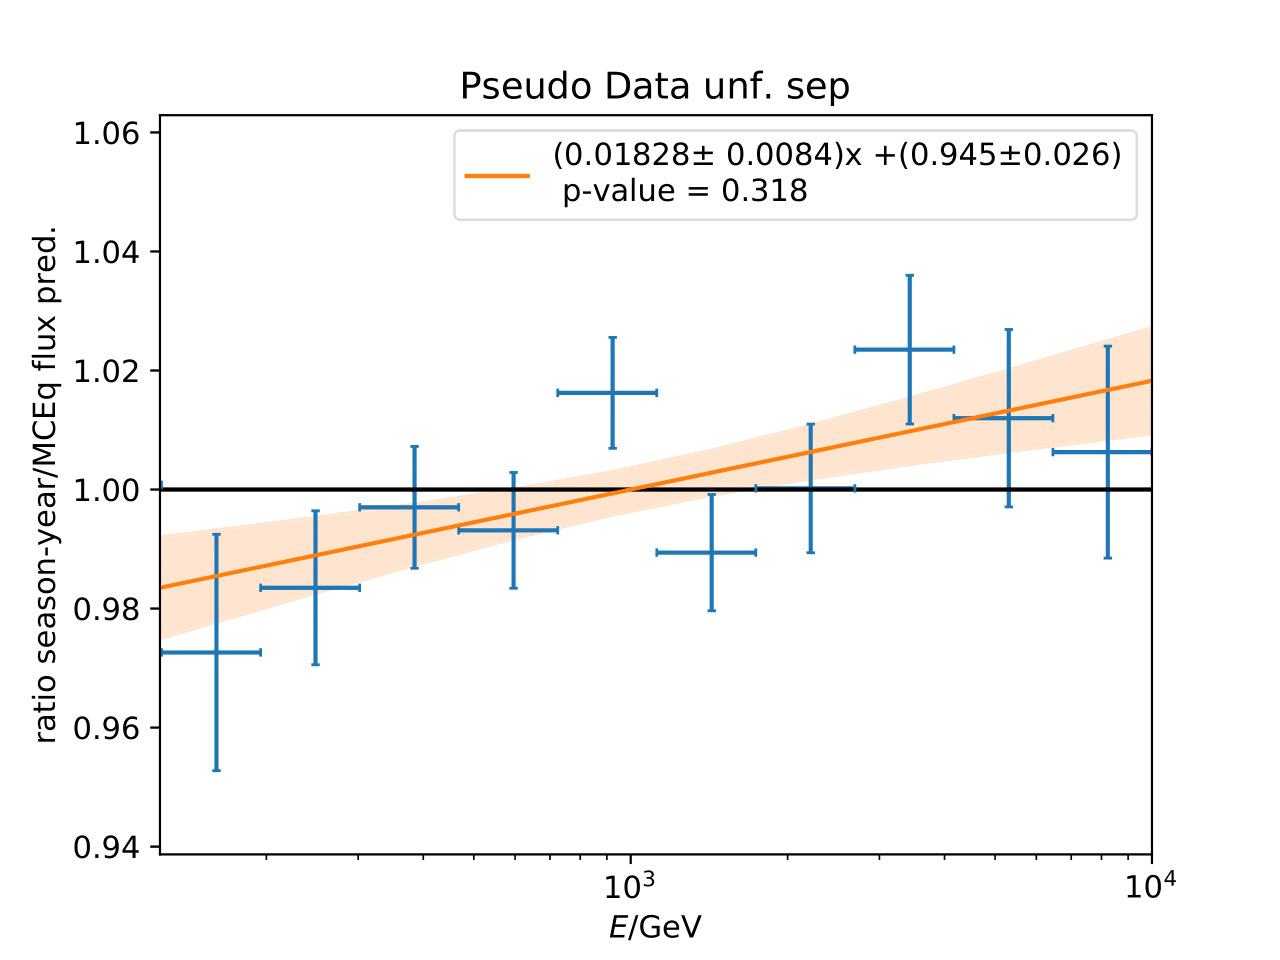 Pseudo Data unf. sep
(0.01828± 0.0084)x +(0.945±0.026)
p-value = 0.318
ratio season-year/MCEq flux pred.
1.06
1.04
1.02
1.00
0.98
0.96
0.94
10³
10⁴
E/GeV